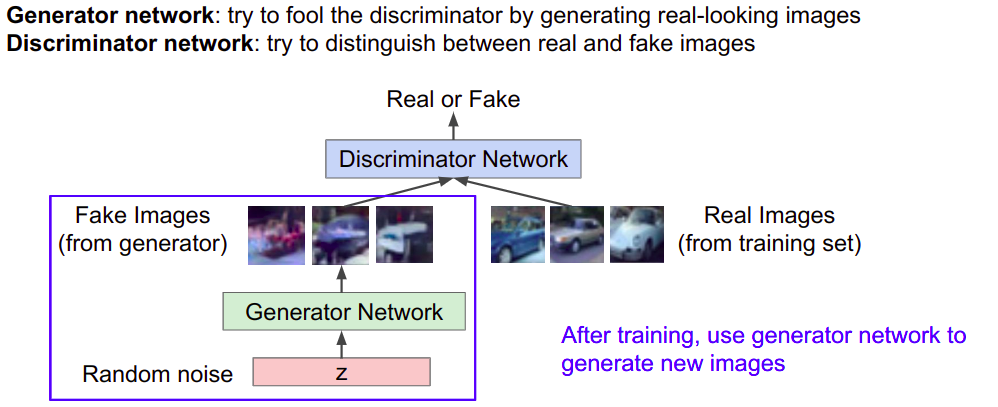 Generator network: try to fool the discriminator by generating real-looking images
Discriminator network: try to distinguish between real and fake images
Real or Fake
Discriminator Network
Fake Images
(from generator)
Real Images
(from training set)
Generator Network
After training, use generator network to
generate new images
Random noise
z